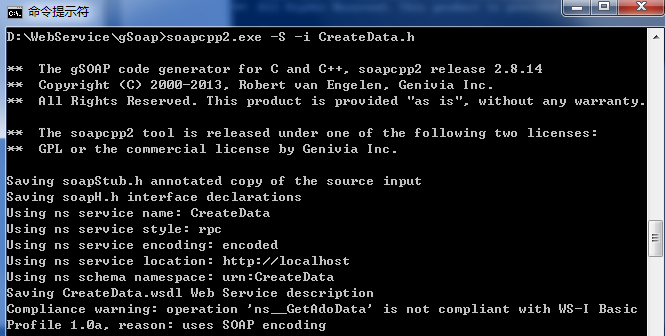 命令提示符
D:\WebService\gSoap>soapcpp2.exe -S -i CreateData.h
**  The gSOAP code generator for C and C++, soapcpp2 release 2.8.14
**  Copyright (C) 2000-2013, Robert van Engelen, Genivia Inc.
**  All Rights Reserved. This product is provided "as is", without any warranty.
**  The soapcpp2 tool is released under one of the following two licenses:
**  GPL or the commercial license by Genivia Inc.
Saving soapStub.h annotated copy of the source input
Saving soapH.h interface declarations
Using ns service name: CreateData
Using ns service style: rpc
Using ns service encoding: encoded
Using ns service location: http://localhost
Using ns schema namespace: urn:CreateData
Saving CreateData.wsdl Web Service description
Compliance warning: operation 'ns__GetAdoData' is not compliant with WS-I Basic
Profile 1.0a, reason: uses SOAP encoding